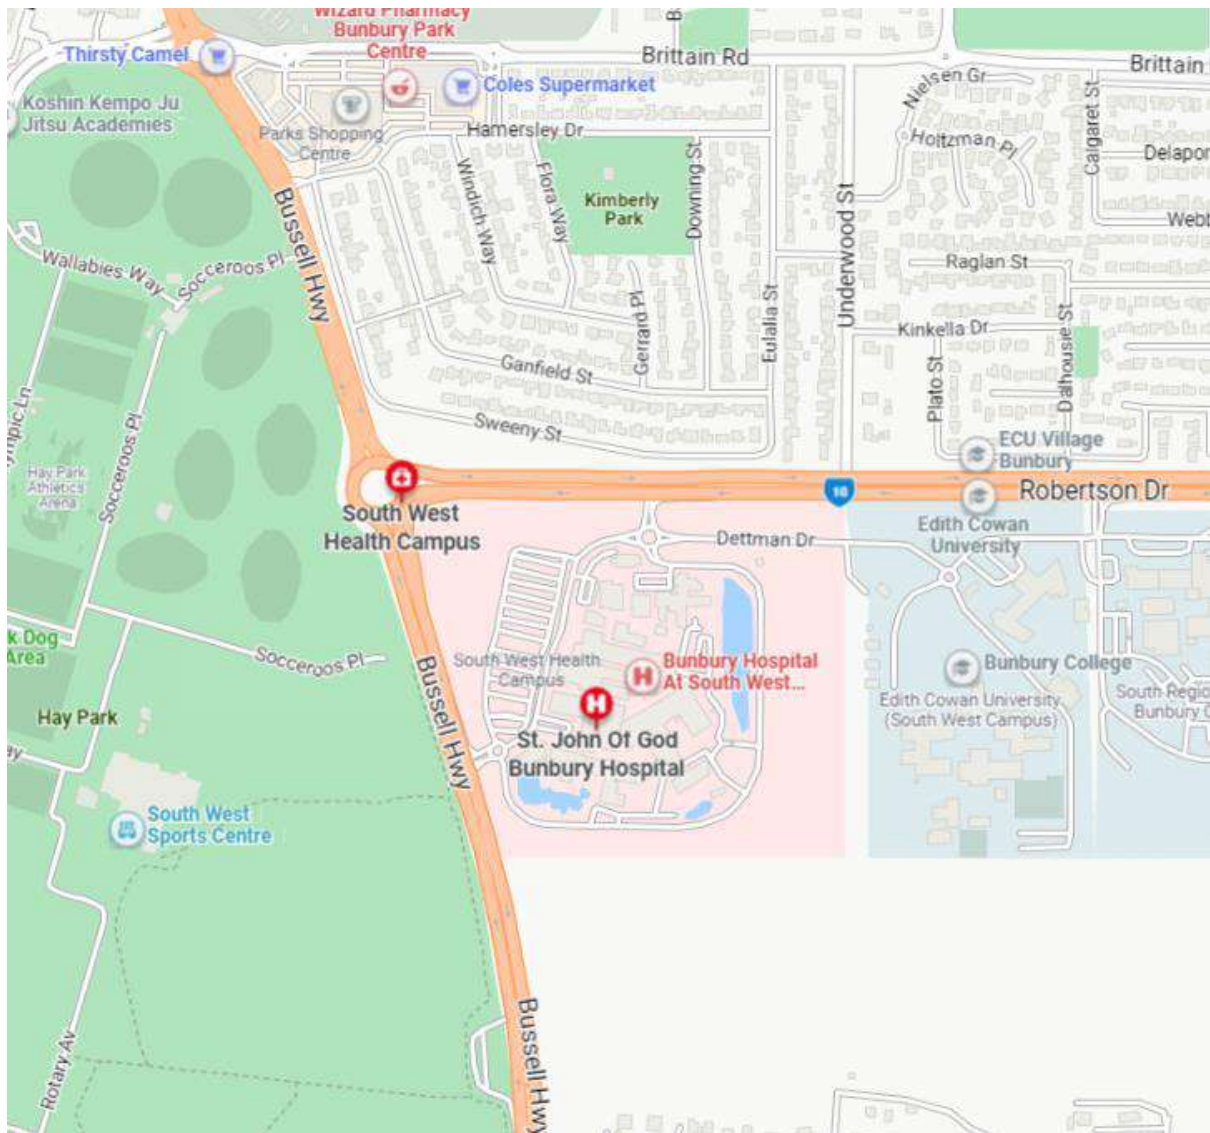 Wizard Pharmacy
Bunbury Park
Centre
Thirsty Camel
Brittain Rd
Brittain
Coles Supermarket
Nielsen Gr
Koshin Kempo Ju
Jitsu Academies
Parks Shopping
Centre
Hamersley Dr
Holtzman Pl
Calgaret St
Delapor
Windich Way
Flora Way
Kimberly
Park
Downing St
Underwood St
Webb
Bussell Hwy
Wallabies Way
Socceroos Pl
Raglan St
Gerrard Pl
Eulalia St
Kinkella Dr
Dalhousie St
Ganfield St
Plato St
ympic Ln
Socceroos Pl
Sweeny St
ECU Village
Bunbury
Hay Park
Athletics
Arena
10
Robertson Dr
South West
Health Campus
Edith Cowan
University
Dettman Dr
k Dog
Area
Socceroos Pl
Bussell Hwy
South West Health
Campus
H
Bunbury Hospital
At South West...
Bunbury College
Edith Cowan University
(South West Campus)
South Regio
Bunbury C
Hay Park
H
St. John Of God
Bunbury Hospital
ay
South West
Sports Centre
Rotary Av
Bussell Hwy